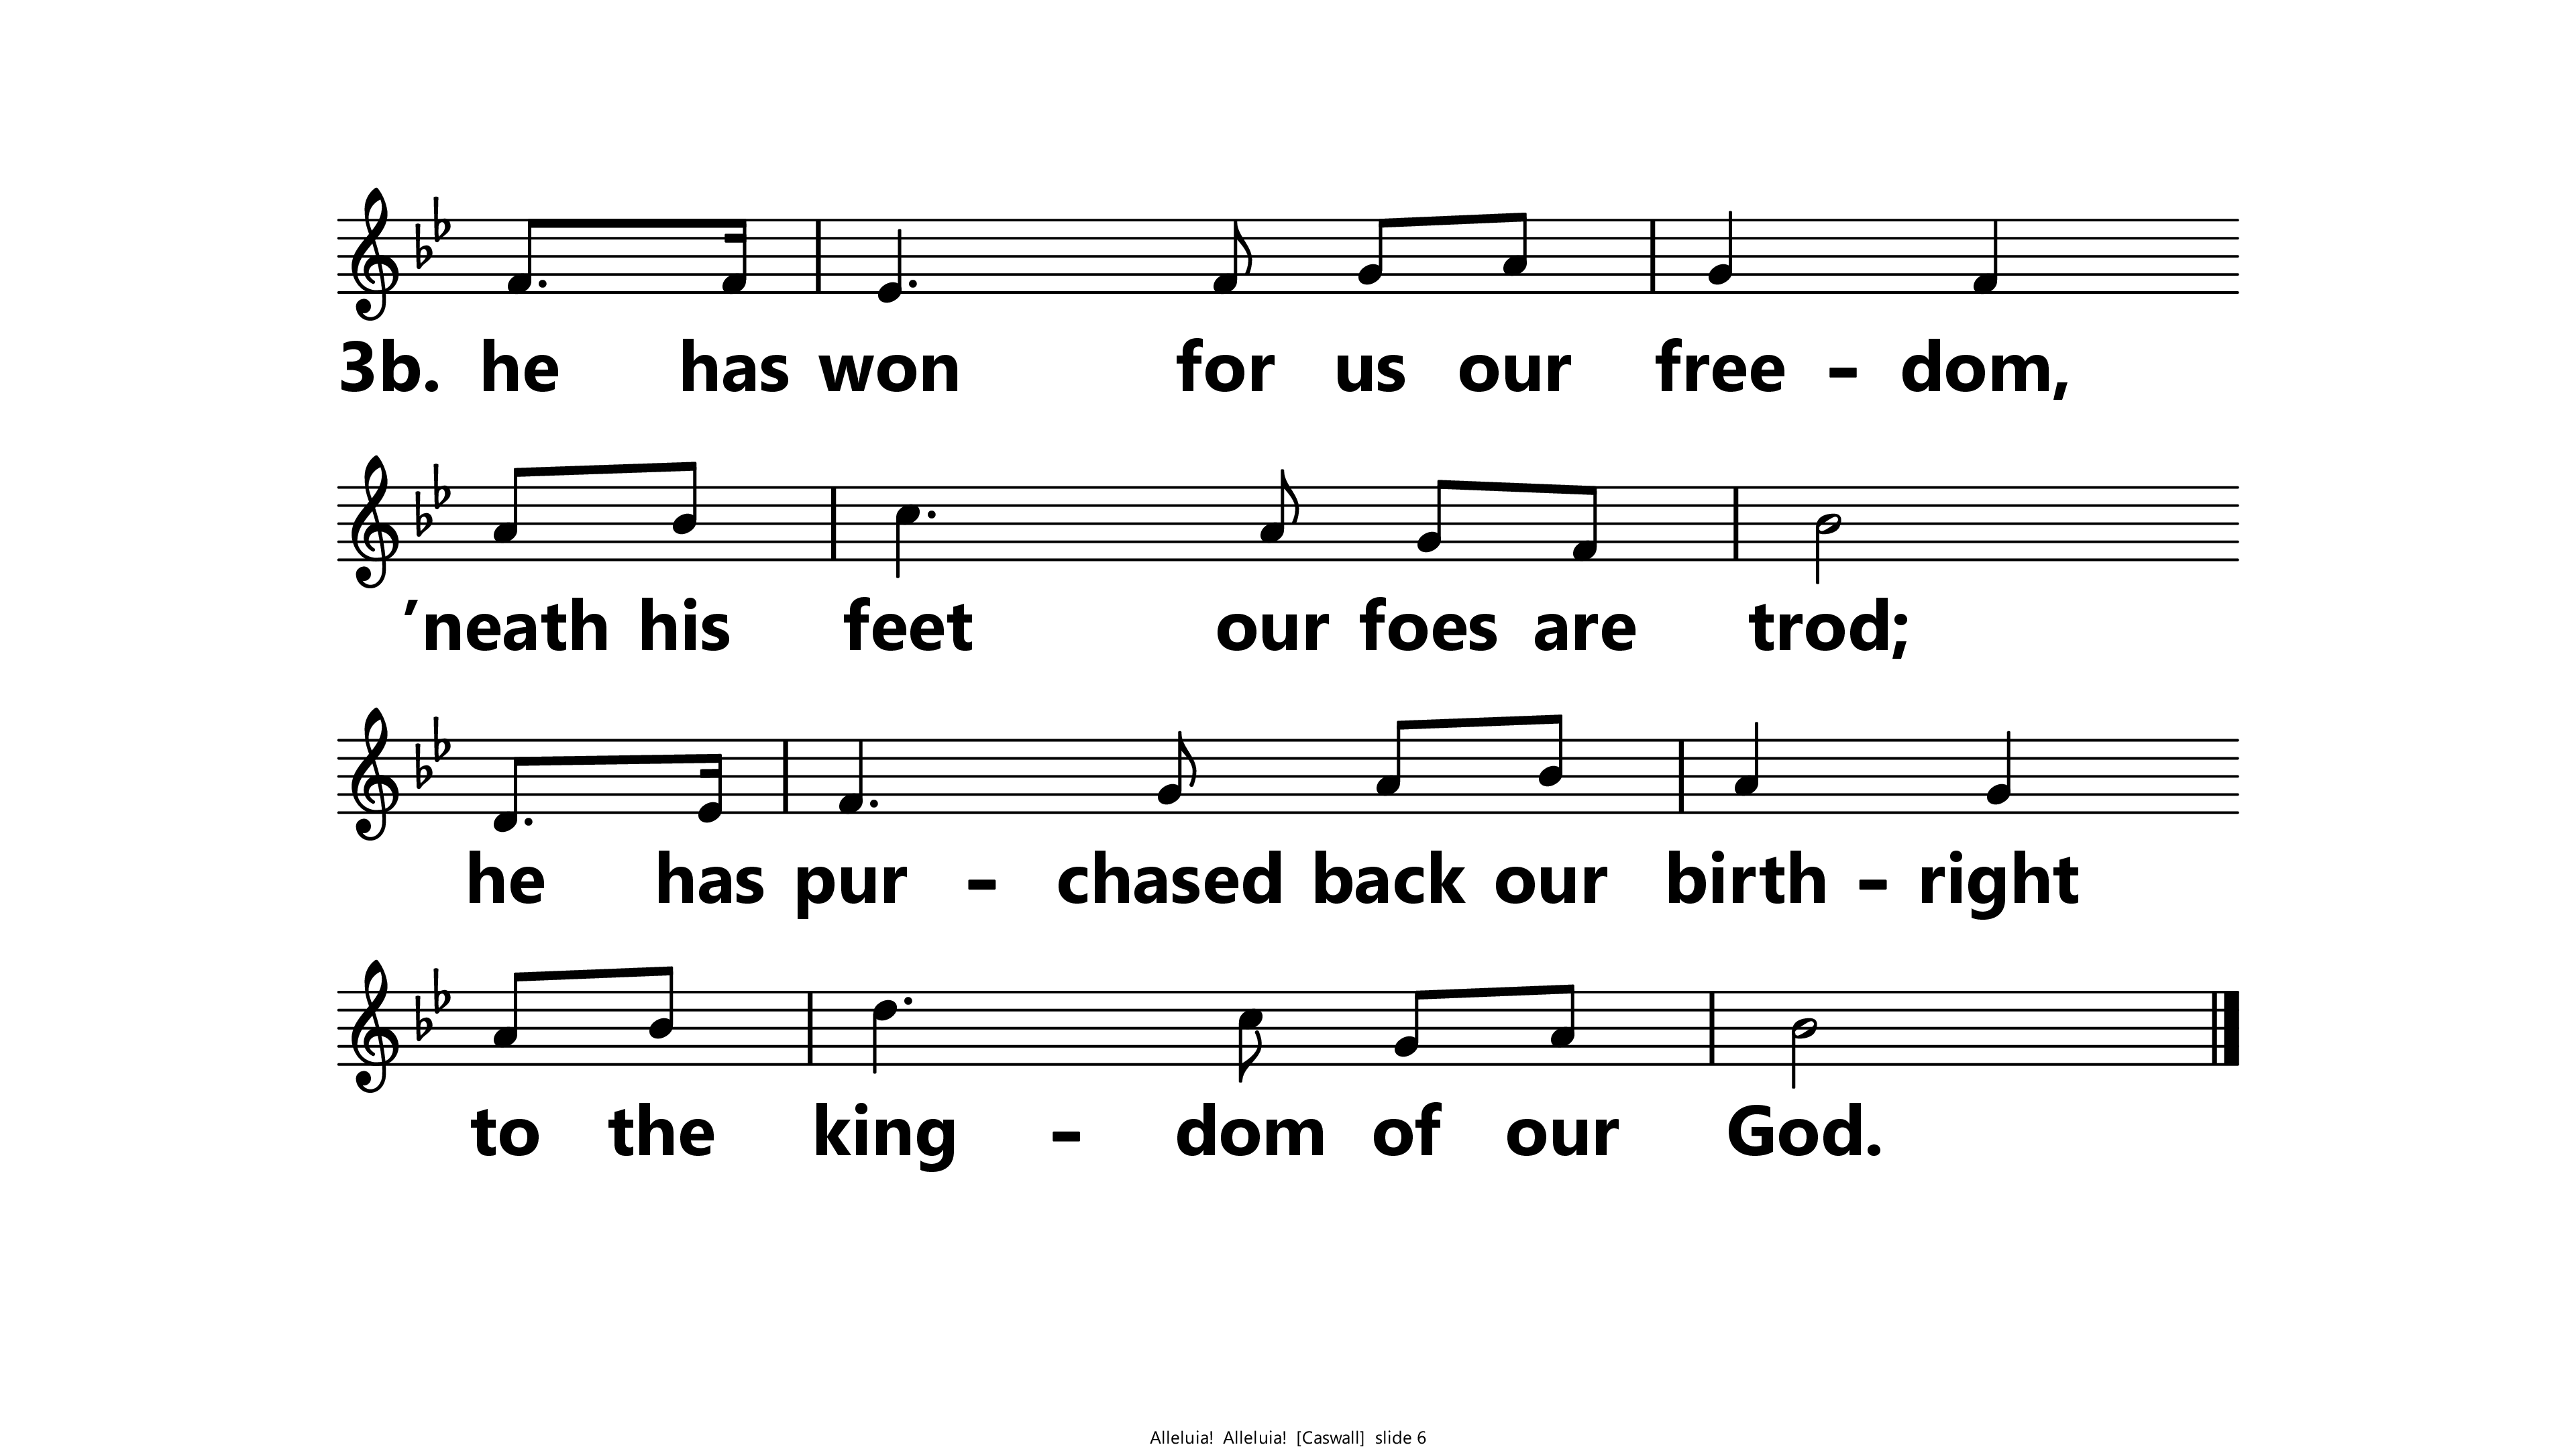 3b. he has won for us our free - dom,
’neath his feet our foes are trod;
he has pur - chased back our birth - right
to the king - dom of our God.
Alleluia! Alleluia! [Caswall] slide 6